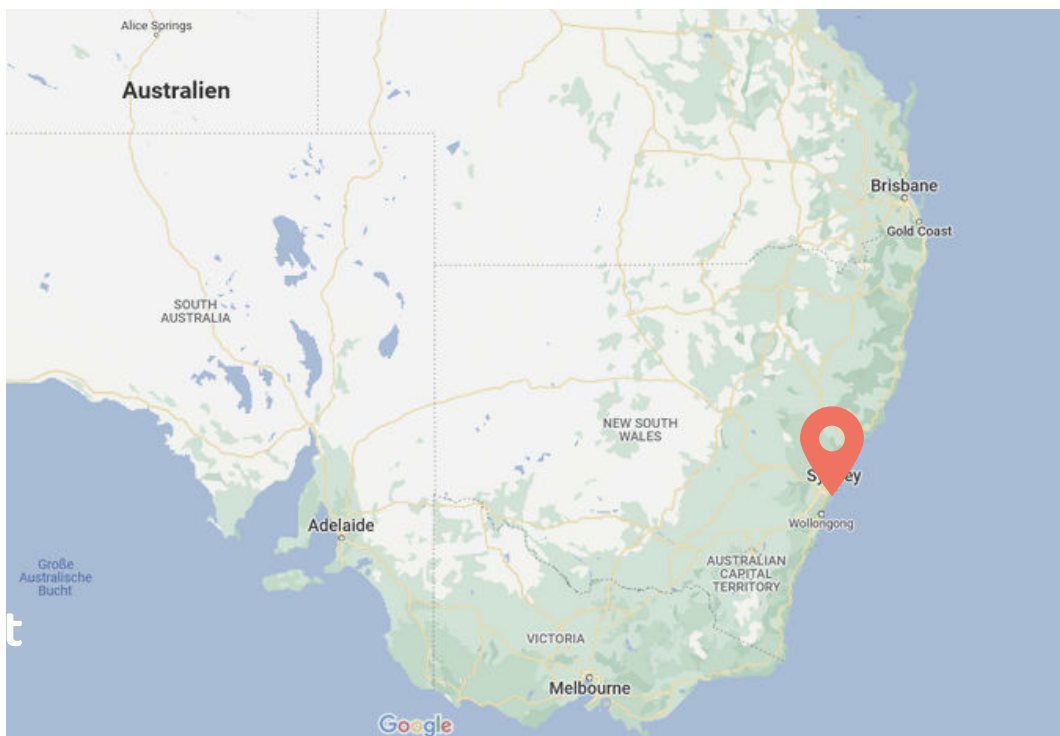 Alice Springs
Australien
Brisbane
Gold Coast
SOUTH
AUSTRALIA
NEW SOUTH
WALES
Sydney
Wollongong
Adelaide
AUSTRALIAN
CAPITAL
TERRITORY
Große
Australische
Bucht
t
VICTORIA
Melbourne
Google